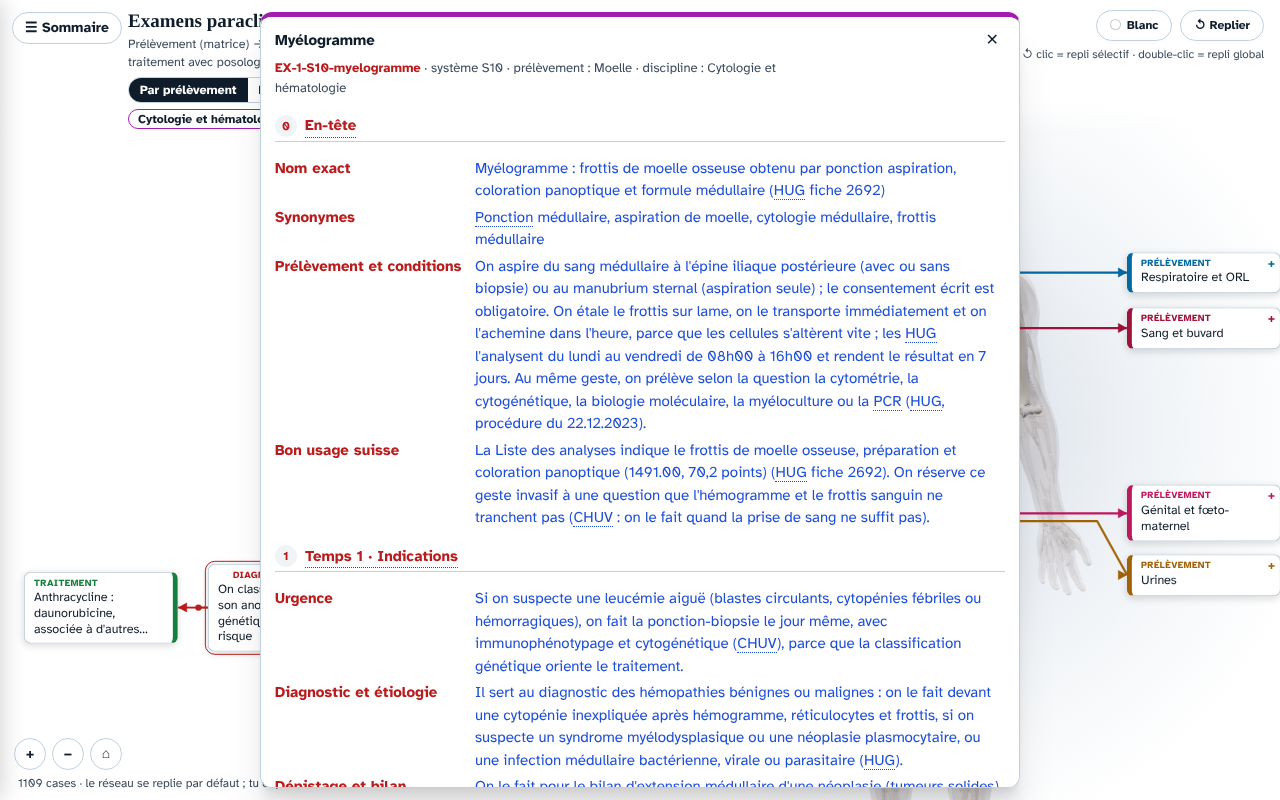 ☰ Sommaire
Examens paracli
Prélèvement (matrice)
traitement avec posolog
Par prélèvement
Cytologie et hématolo
Blanc
↺ Replier
↺ clic = repli sélectif · double-clic = repli global
Myélogramme
✕
EX-1-S10-myelogramme · système S10 · prélèvement : Moelle · discipline : Cytologie et
hématologie
0 En-tête
Nom exact
Myélogramme : frottis de moelle osseuse obtenu par ponction aspiration,
coloration panoptique et formule médullaire (HUG fiche 2692)
Synonymes
Ponction médullaire, aspiration de moelle, cytologie médullaire, frottis
médullaire
Prélèvement et conditions
On aspire du sang médullaire à l'épine iliaque postérieure (avec ou sans
biopsie) ou au manubrium sternal (aspiration seule) ; le consentement écrit est
obligatoire. On étale le frottis sur lame, on le transporte immédiatement et on
l'achemine dans l'heure, parce que les cellules s'altèrent vite ; les HUG
l'analysent du lundi au vendredi de 08h00 à 16h00 et rendent le résultat en 7
jours. Au même geste, on prélève selon la question la cytométrie, la
cytogénétique, la biologie moléculaire, la myéloculture ou la PCR (HUG,
procédure du 22.12.2023).
Bon usage suisse
La Liste des analyses indique le frottis de moelle osseuse, préparation et
coloration panoptique (1491.00, 70,2 points) (HUG fiche 2692). On réserve ce
geste invasif à une question que l'hémogramme et le frottis sanguin ne
tranchent pas (CHUV : on le fait quand la prise de sang ne suffit pas).
1 Temps 1 · Indications
Urgence
Si on suspecte une leucémie aiguë (blastes circulants, cytopénies fébriles ou
hémorragiques), on fait la ponction-biopsie le jour même, avec
immunophénotypage et cytogénétique (CHUV), parce que la classification
génétique oriente le traitement.
Diagnostic et étiologie
Il sert au diagnostic des hémopathies bénignes ou malignes : on le fait devant
une cytopénie inexpliquée après hémogramme, réticulocytes et frottis, si on
suspecte un syndrome myélodysplasique ou une néoplasie plasmocytaire, ou
une infection médullaire bactérienne, virale ou parasitaire (HUG).
Dépistage et bilan
On le fait pour le bilan d'extension médullaire d'une néoplasie (tumeurs solides)
PRÉLÈVEMENT +
Respiratoire et ORL
PRÉLÈVEMENT +
Sang et buvard
PRÉLÈVEMENT +
Génital et fœto-
maternel
PRÉLÈVEMENT +
Urines
TRAITEMENT
Anthracycline :
daunorubicine,
associée à d'autres...
DIAG
On clas
son ano
génétiq
risque
+
−
⌂
1109 cases · le réseau se replie par défaut ; tu